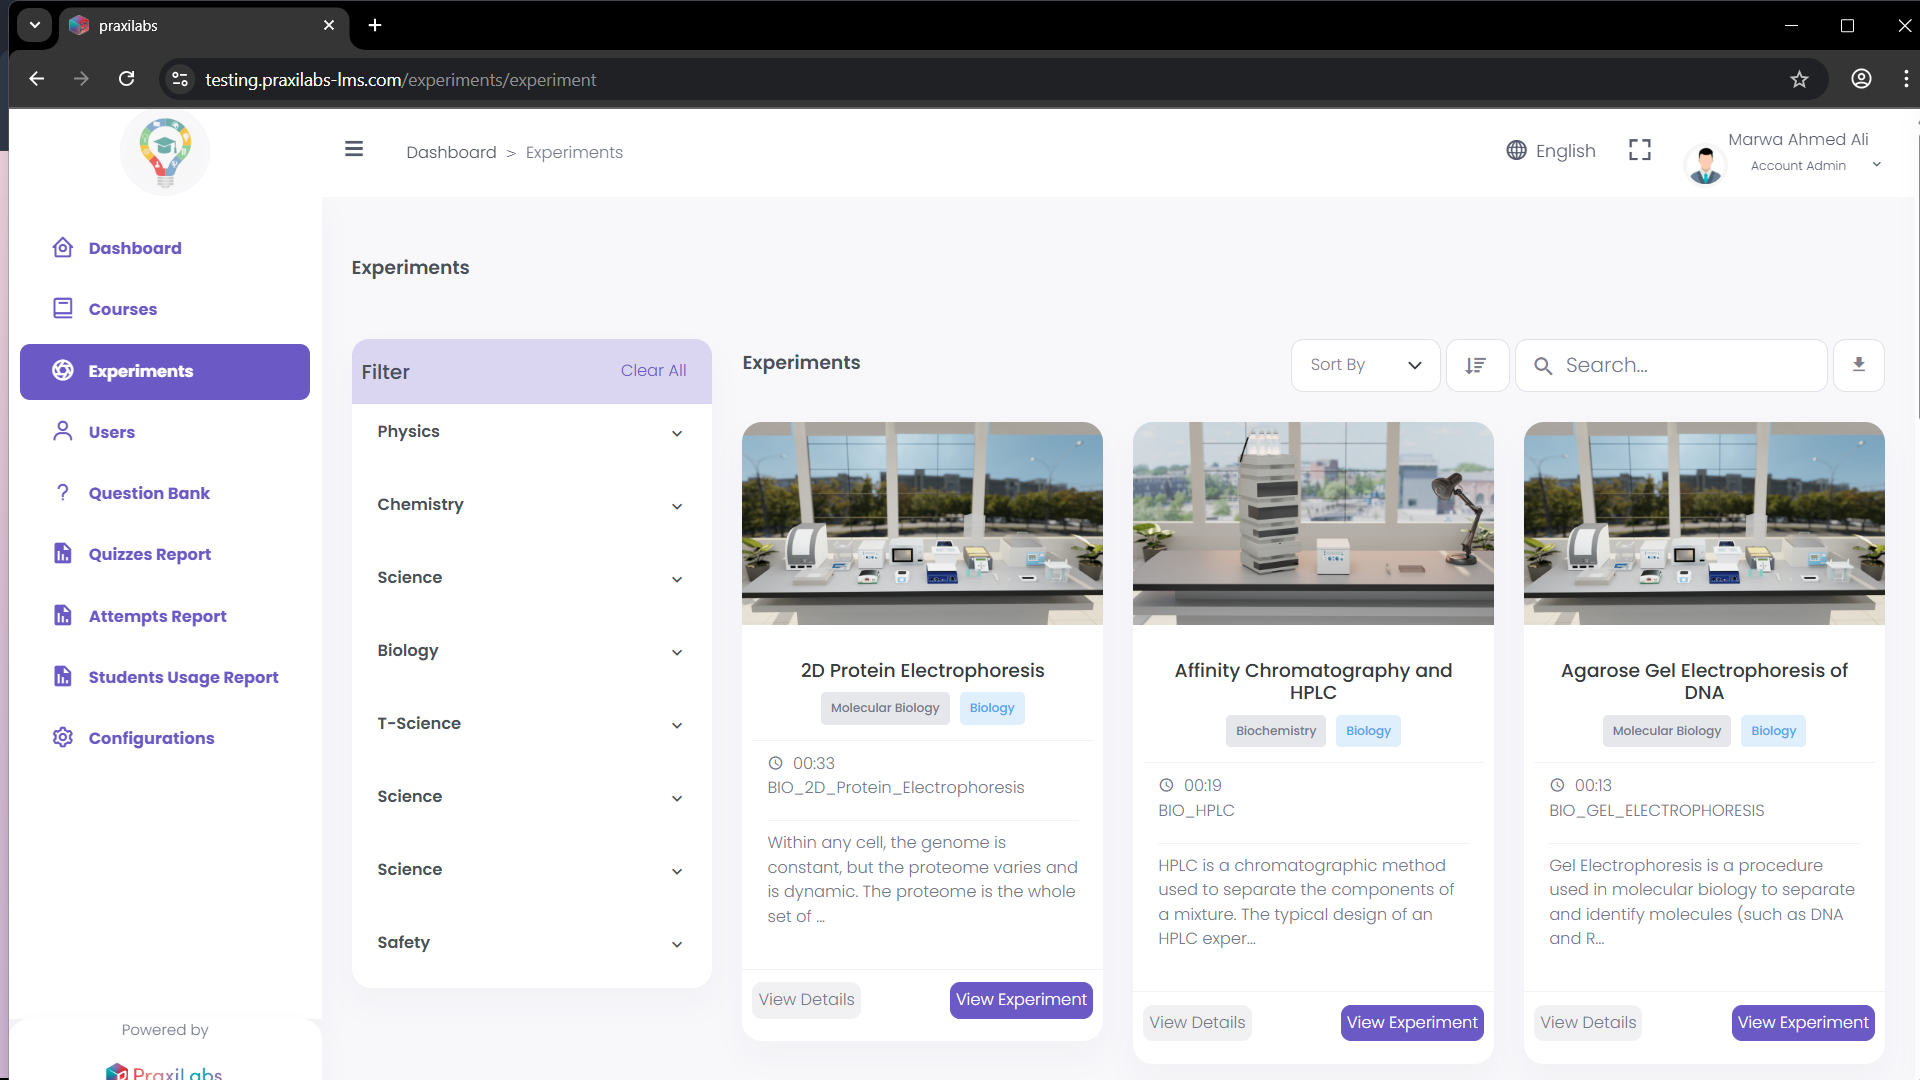 praxilabs
testing.praxilabs-lms.com/experiments/experiment
Dashboard > Experiments
English
Marwa Ahmed Ali
Account Admin
Dashboard
Courses
Experiments
Users
Question Bank
Quizzes Report
Attempts Report
Students Usage Report
Configurations
Powered by
PraxiLabs
Experiments
Filter
Clear All
Physics
Chemistry
Science
Biology
T-Science
Science
Science
Safety
Experiments
Sort By
Search...
2D Protein Electrophoresis
Molecular Biology
Biology
00:33
BIO_2D_Protein_Electrophoresis
Within any cell, the genome is
constant, but the proteome varies and
is dynamic. The proteome is the whole
set of ...
View Details
View Experiment
Affinity Chromatography and
HPLC
Biochemistry
Biology
00:19
BIO_HPLC
HPLC is a chromatographic method
used to separate the components of
a mixture. The typical design of an
HPLC exper...
View Details
View Experiment
Agarose Gel Electrophoresis of
DNA
Molecular Biology
Biology
00:13
BIO_GEL_ELECTROPHORESIS
Gel Electrophoresis is a procedure
used in molecular biology to separate
and identify molecules (such as DNA
and R...
View Details
View Experiment